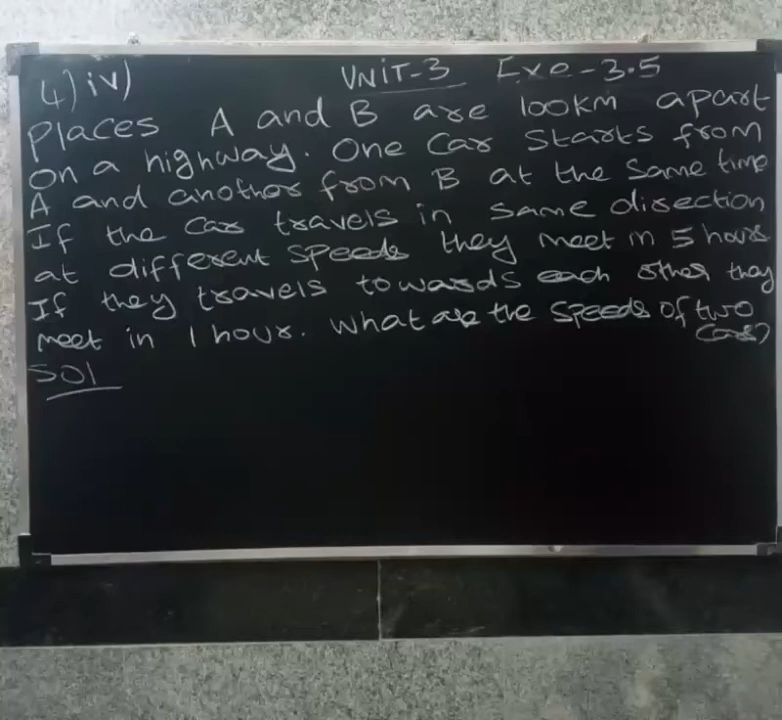 4) iv) UNIT-3 Exe-3.5
Places A and B are 100km apart
on a highway. One Car Starts from
A and another from B at the Same time
If the Car travels in Same direction
at different speeds they meet in 5 hours
If they travels towards each other they
meet in 1 hour. What are the Speeds of two
Cars?
Sol